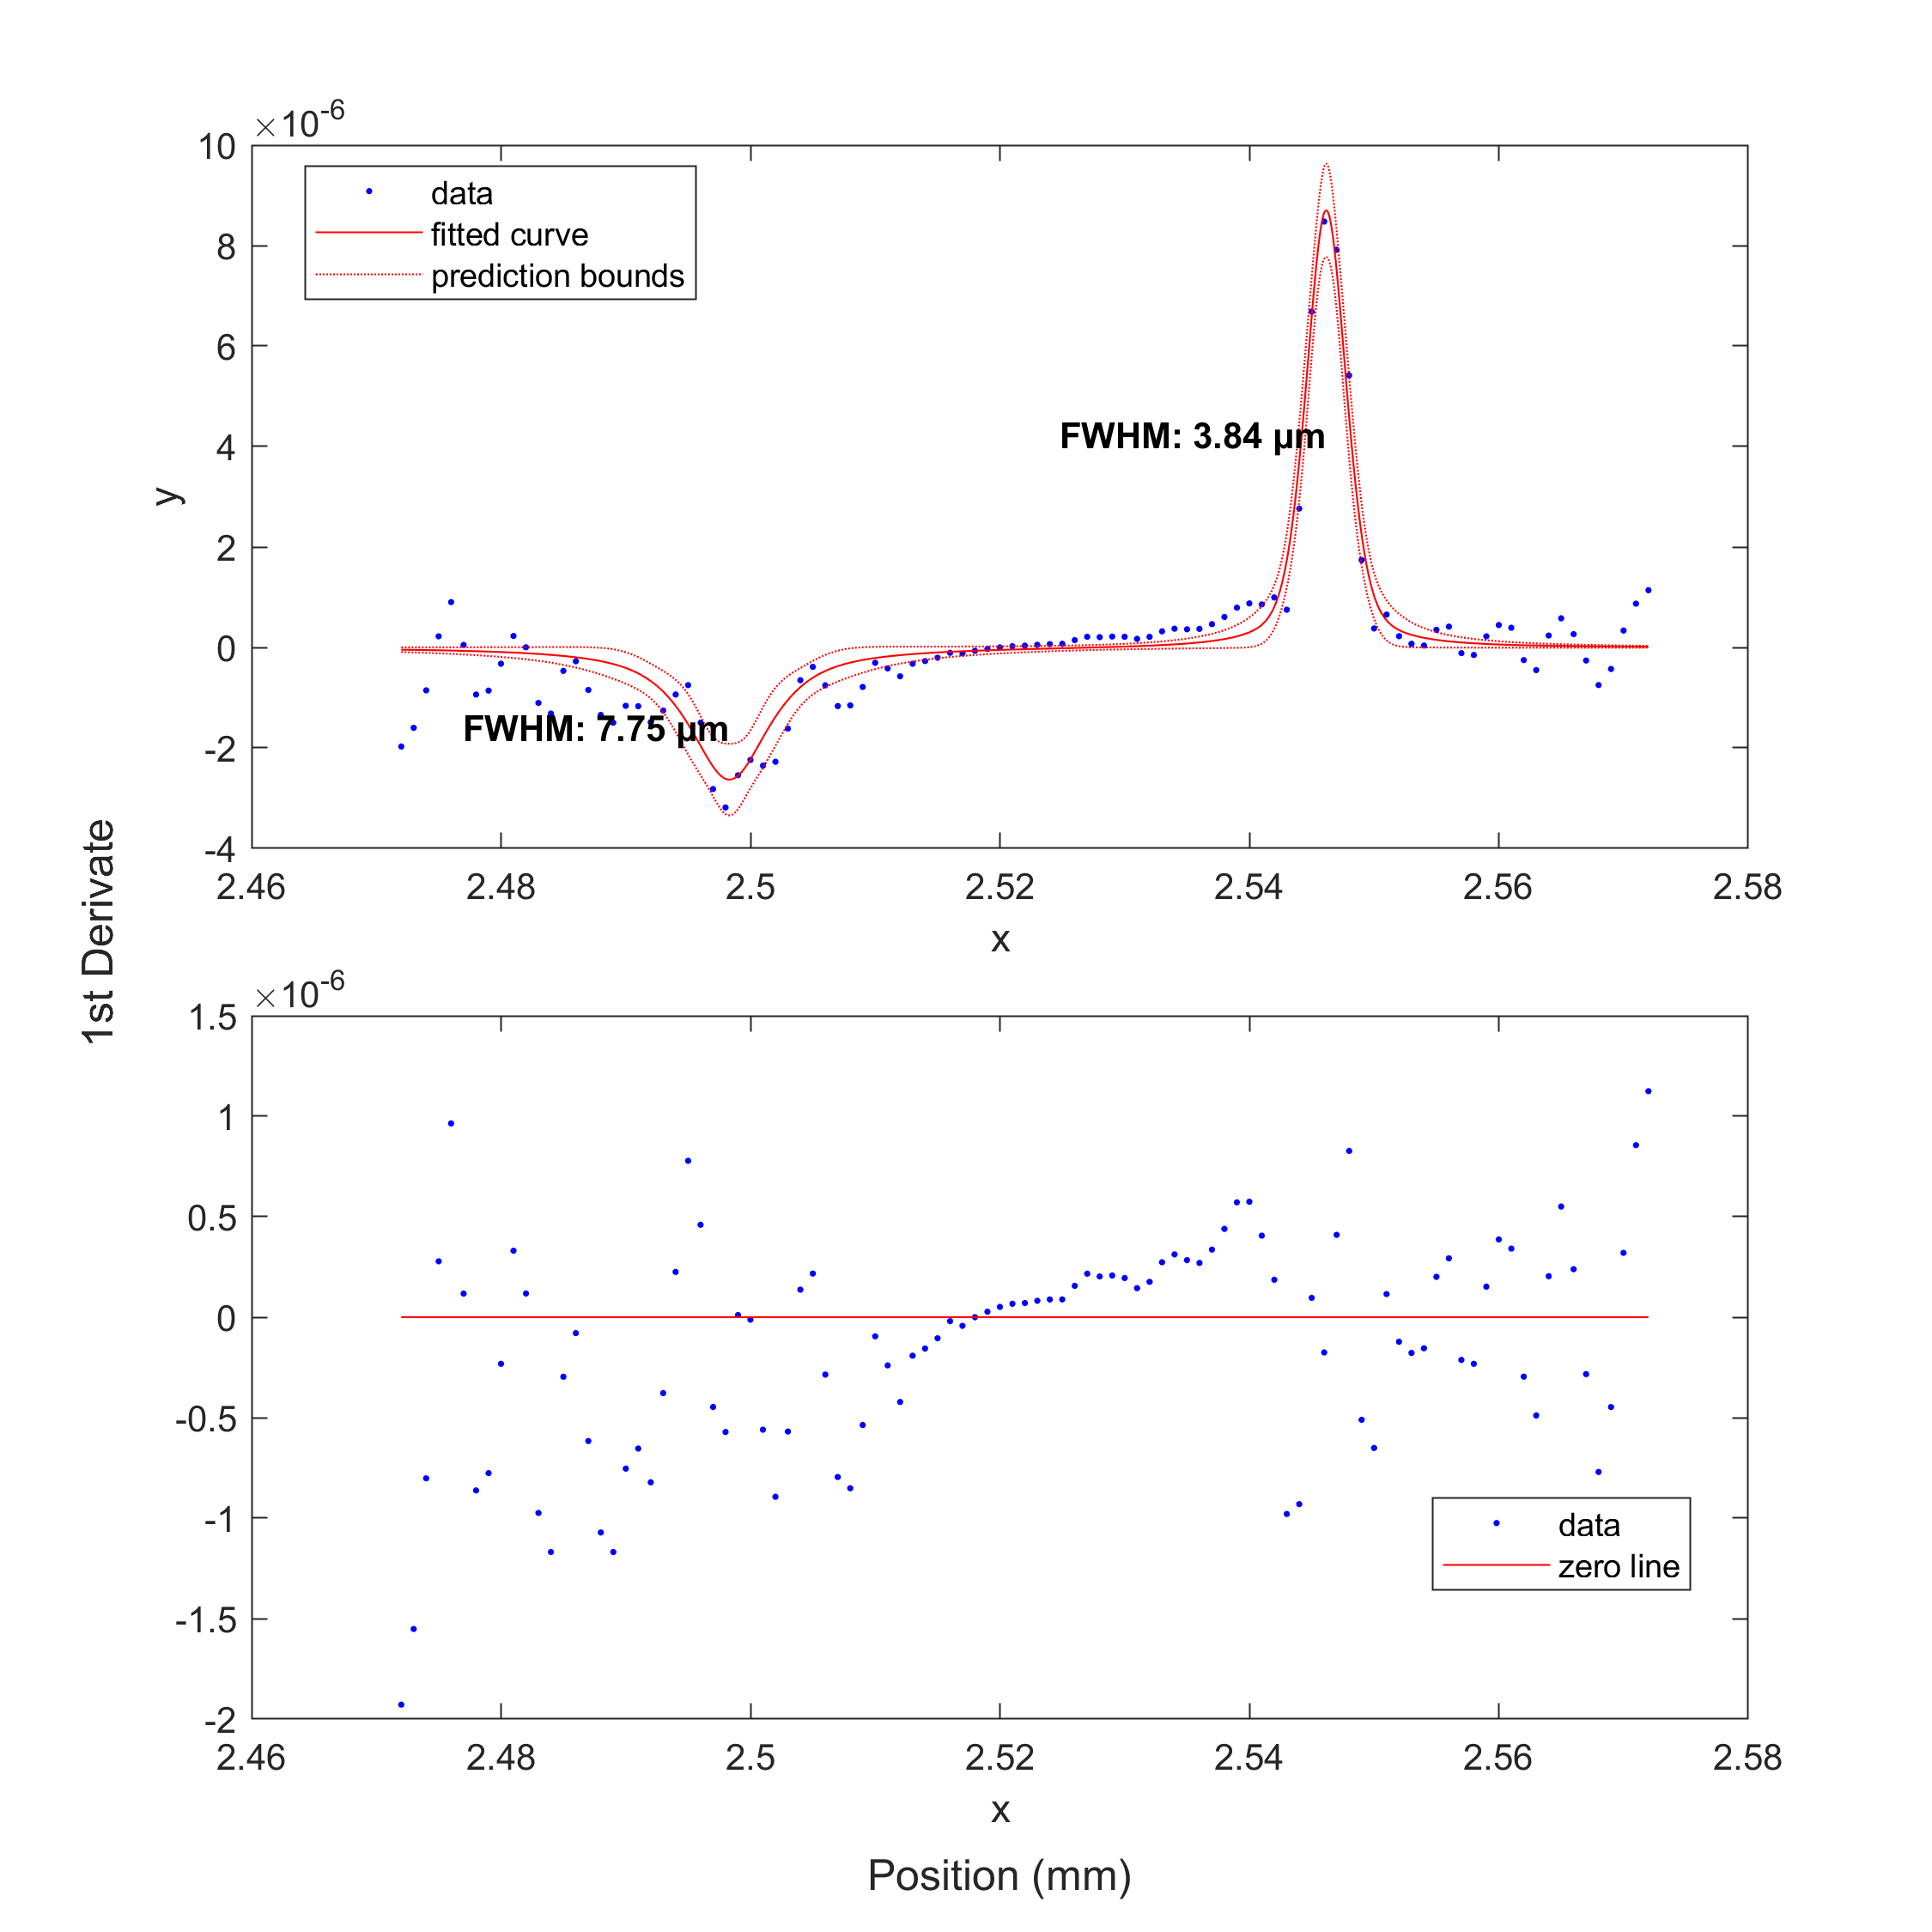 ×10-6
10
8
6
4
2
0
-2
-4
y
data
fitted curve
prediction bounds
FWHM: 3.84 µm
FWHM: 7.75 µm
2.46 2.48 2.5 2.52 2.54 2.56 2.58
x
1st Derivate
×10-6
1.5
1
0.5
0
-0.5
-1
-1.5
-2
data
zero line
2.46 2.48 2.5 2.52 2.54 2.56 2.58
x
Position (mm)